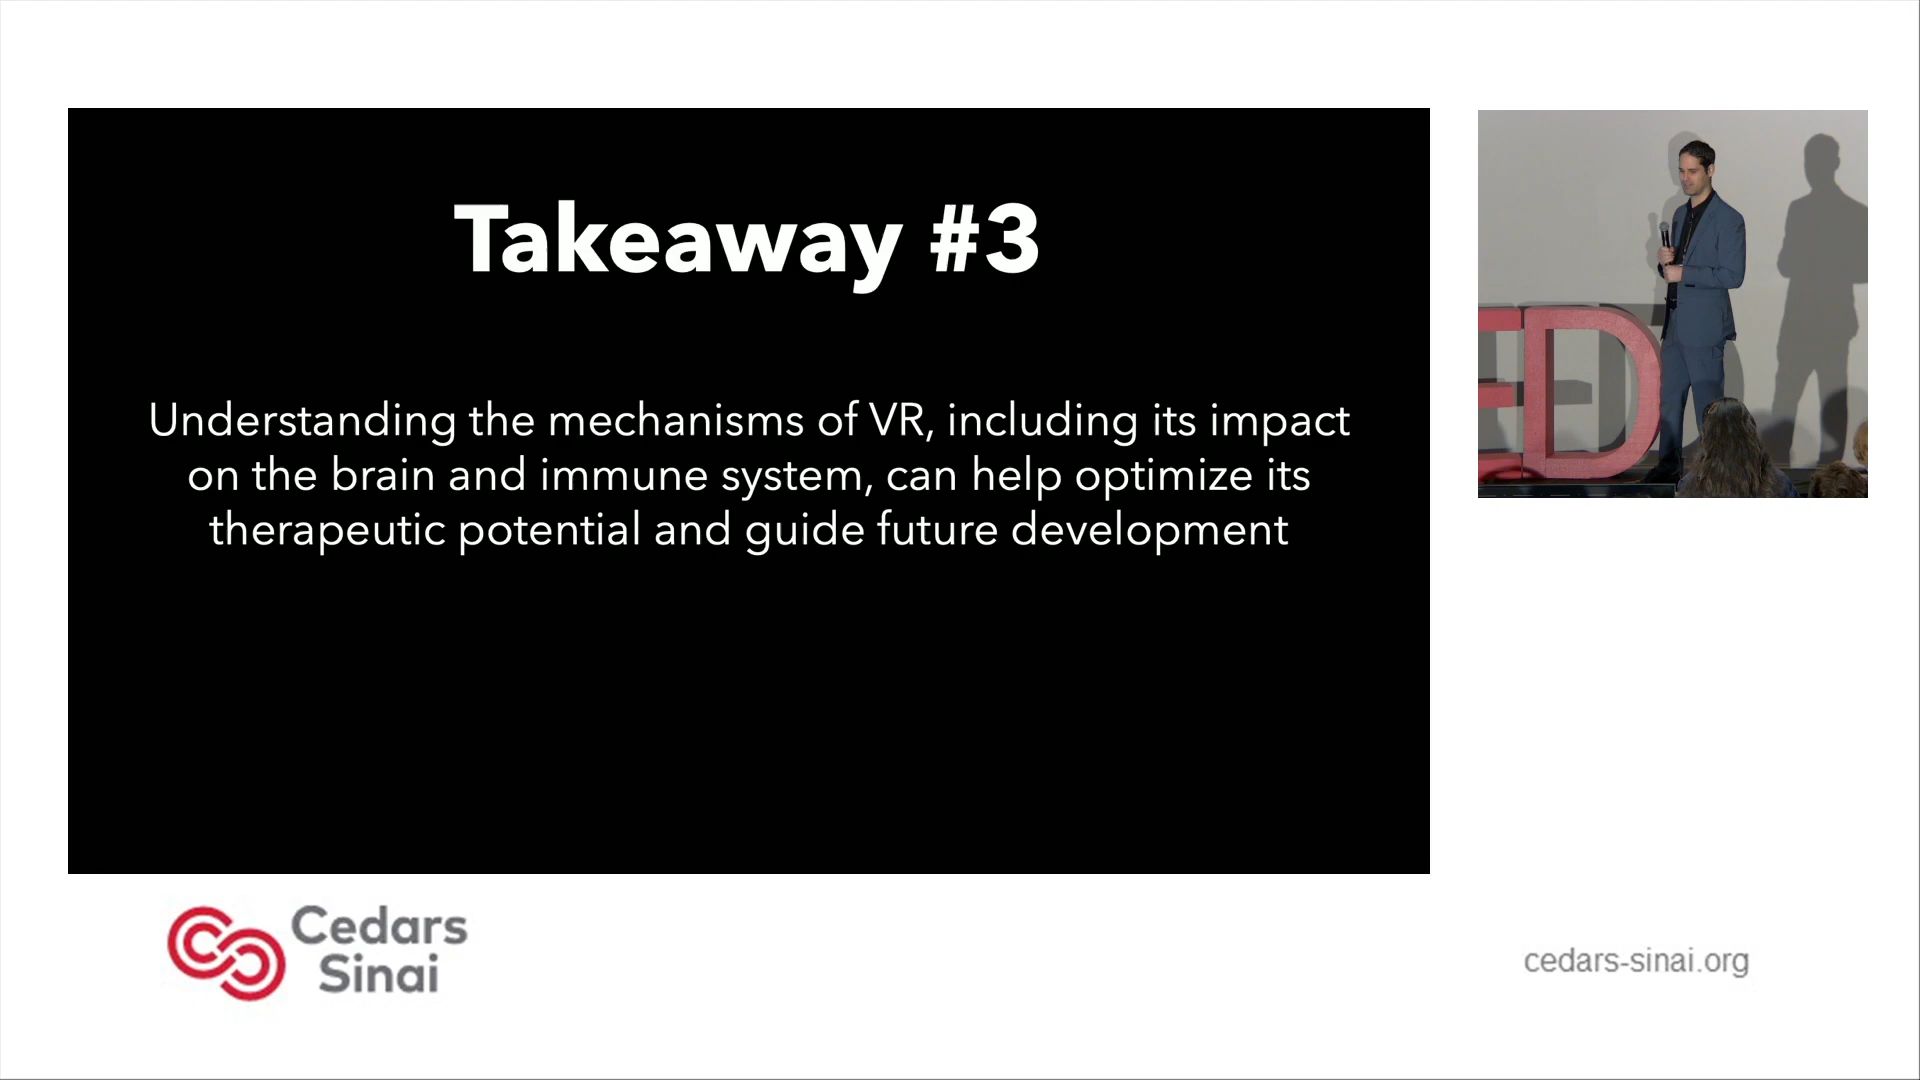 Takeaway #3
Understanding the mechanisms of VR, including its impact
on the brain and immune system, can help optimize its
therapeutic potential and guide future development
ED
Cedars
Sinai
cedars-sinai.org